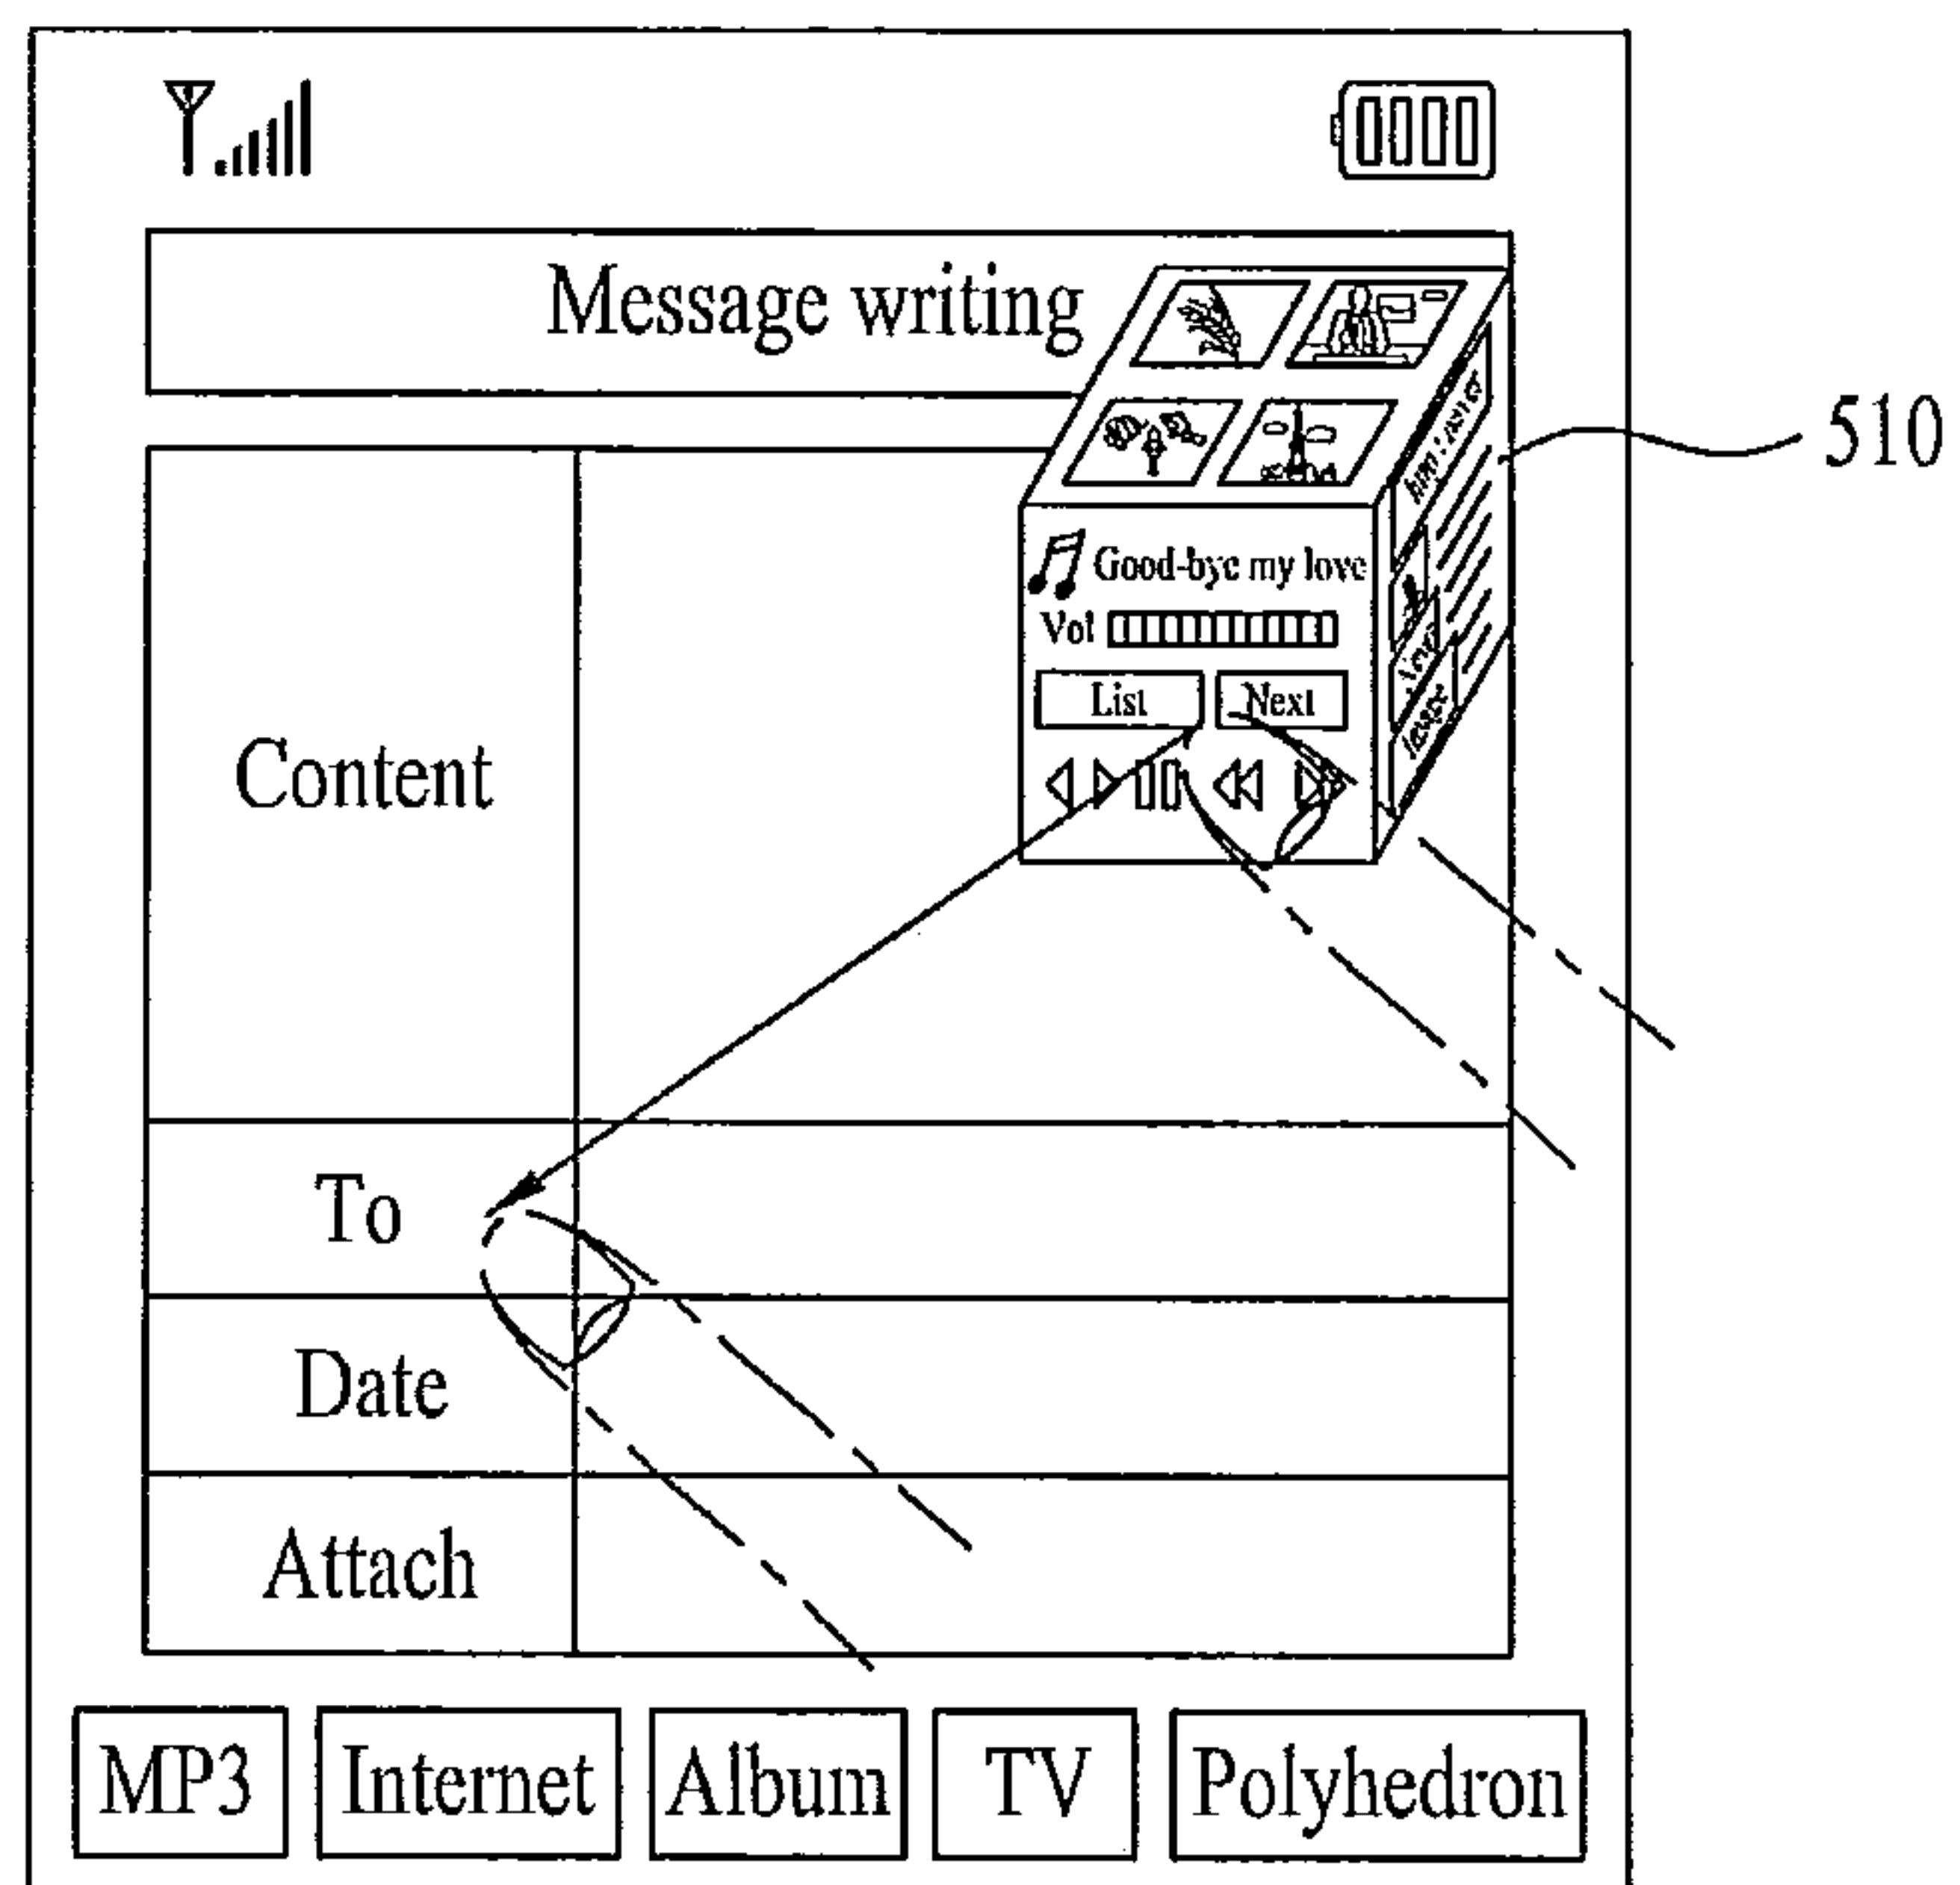 Message writing
510
Good-bye my love
Vol
List Next
Content
To
Date
Attach
MP3 Internet Album TV Polyhedron